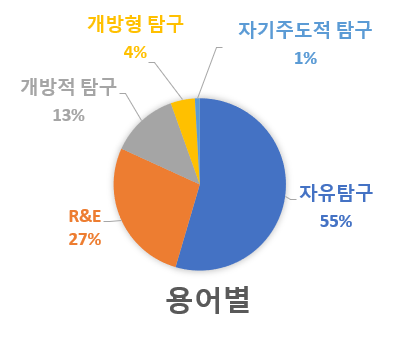 개방형 탐구
4%
자기주도적 탐구
1%
개방적 탐구
13%
자유탐구
55%
R&E
27%
용어별